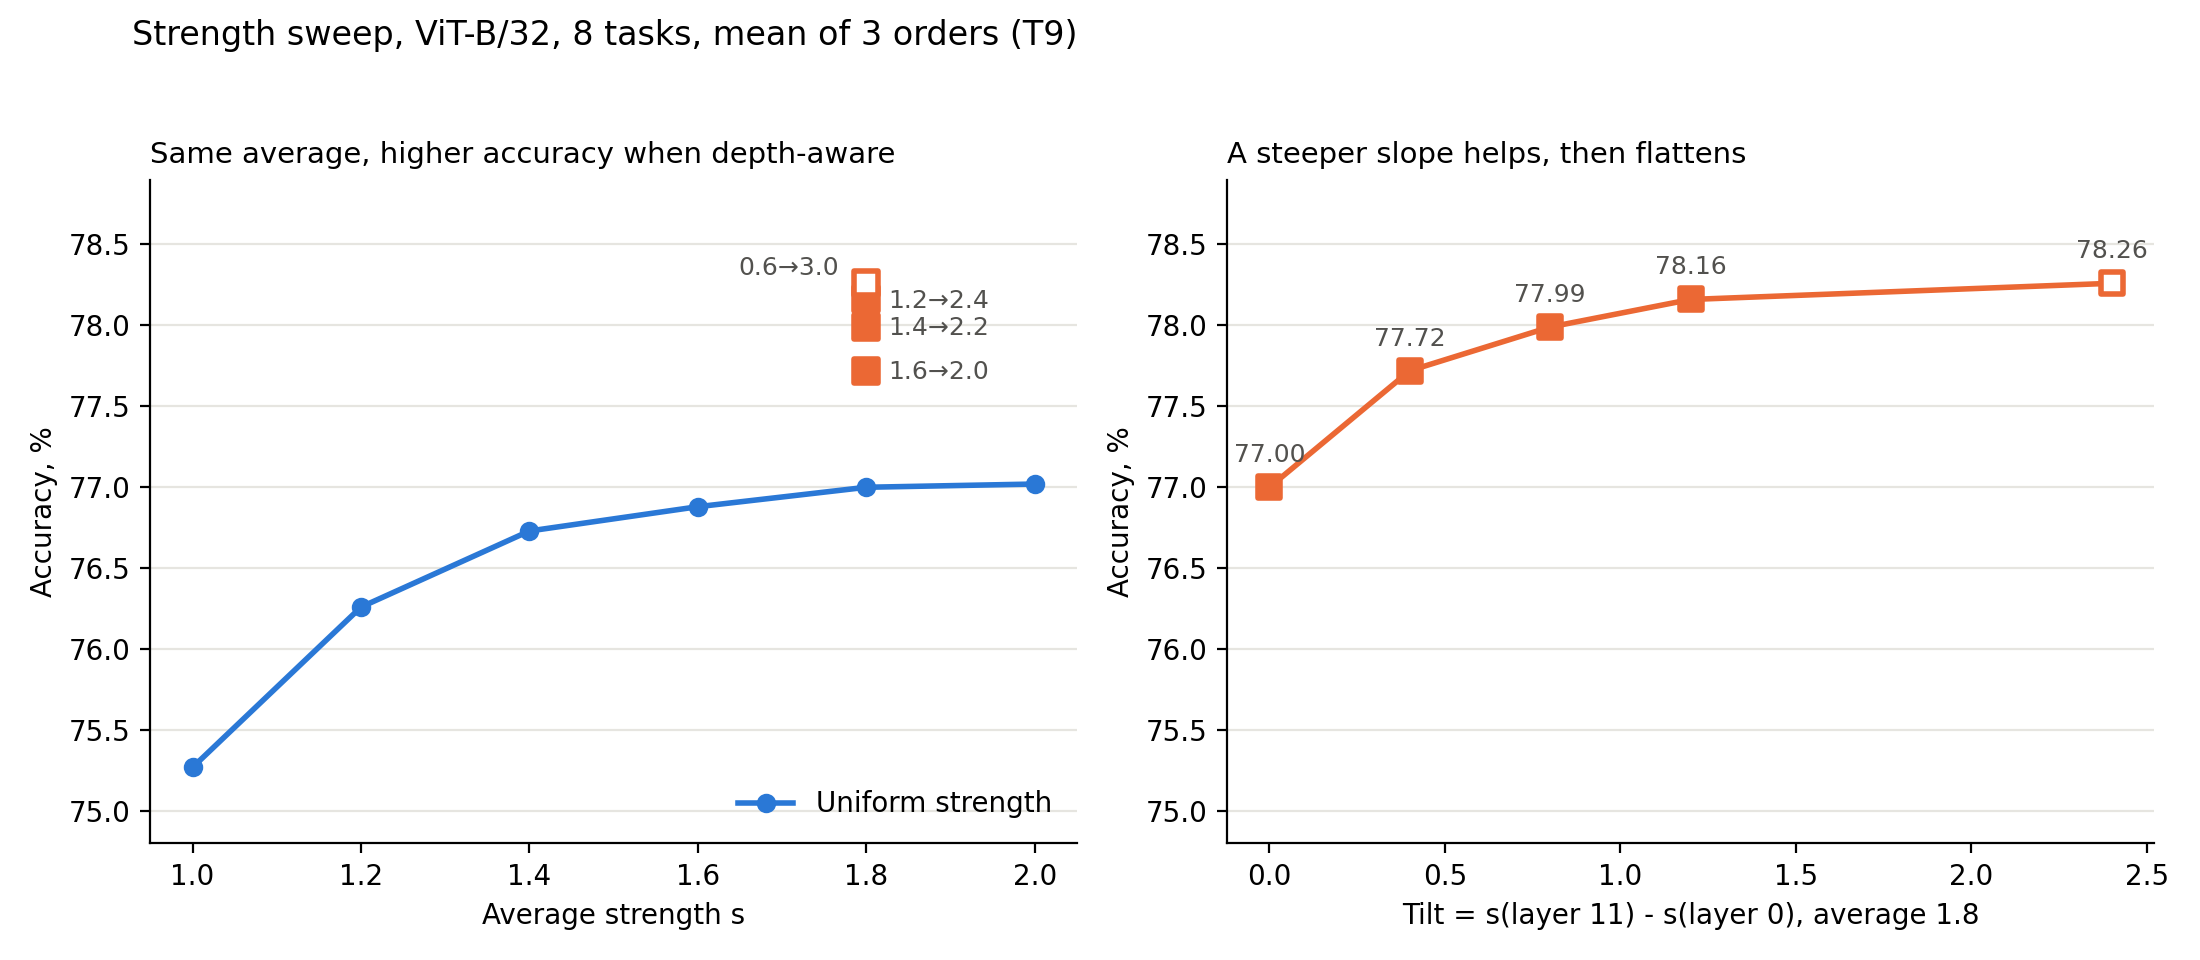 Strength sweep, ViT-B/32, 8 tasks, mean of 3 orders (T9)
Same average, higher accuracy when depth-aware
Accuracy, %
78.5
78.0
77.5
77.0
76.5
76.0
75.5
75.0
0.6→3.0
1.2→2.4
1.4→2.2
1.6→2.0
Uniform strength
1.0 1.2 1.4 1.6 1.8 2.0
Average strength s
A steeper slope helps, then flattens
Accuracy, %
78.5
78.0
77.5
77.0
76.5
76.0
75.5
75.0
77.00
77.72
77.99
78.16
78.26
0.0 0.5 1.0 1.5 2.0 2.5
Tilt = s(layer 11) - s(layer 0), average 1.8